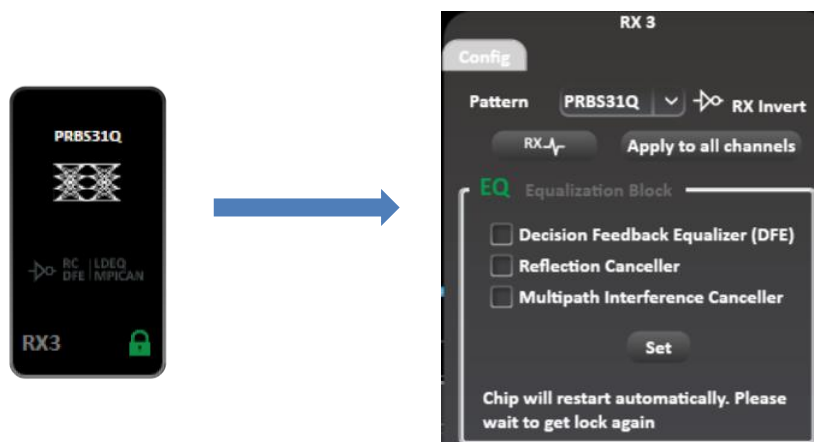 PRBS31Q
RC | LDEQ
DFE | MPICAN
RX3
RX 3
Config
Pattern PRBS31Q RX Invert
RX Apply to all channels
EQ Equalization Block
Decision Feedback Equalizer (DFE)
Reflection Canceller
Multipath Interference Canceller
Set
Chip will restart automatically. Please
wait to get lock again